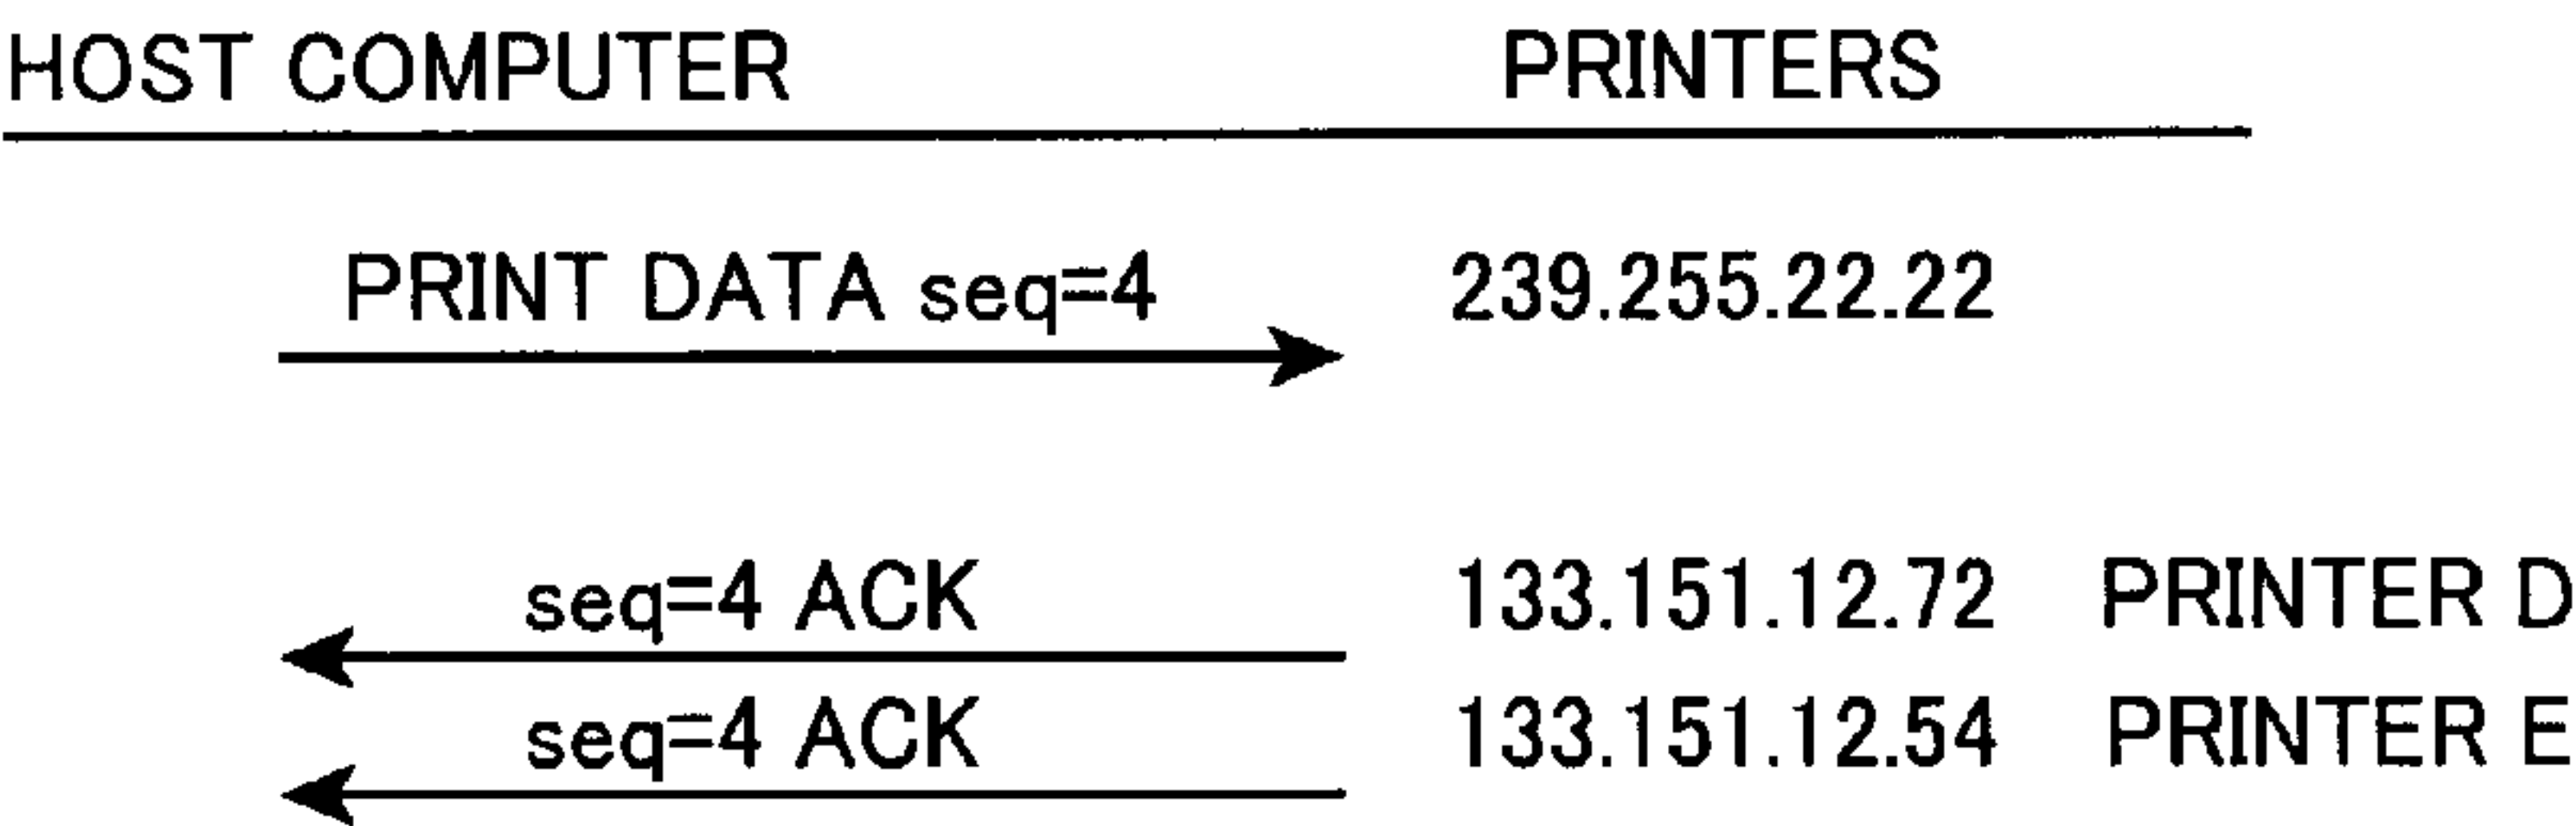 HOST COMPUTER PRINTERS
PRINT DATA seq=4 239.255.22.22
seq=4 ACK 133.151.12.72 PRINTER D
seq=4 ACK 133.151.12.54 PRINTER E